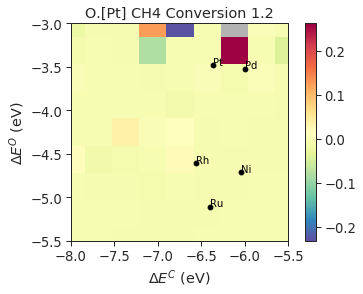 O.[Pt] CH4 Conversion 1.2
−3.0
−3.5
−4.0
−4.5
−5.0
−5.5
ΔE^O (eV)
Pt
Pd
Rh
Ni
Ru
−8.0 −7.5 −7.0 −6.5 −6.0 −5.5
ΔE^C (eV)
0.2
0.1
0.0
−0.1
−0.2